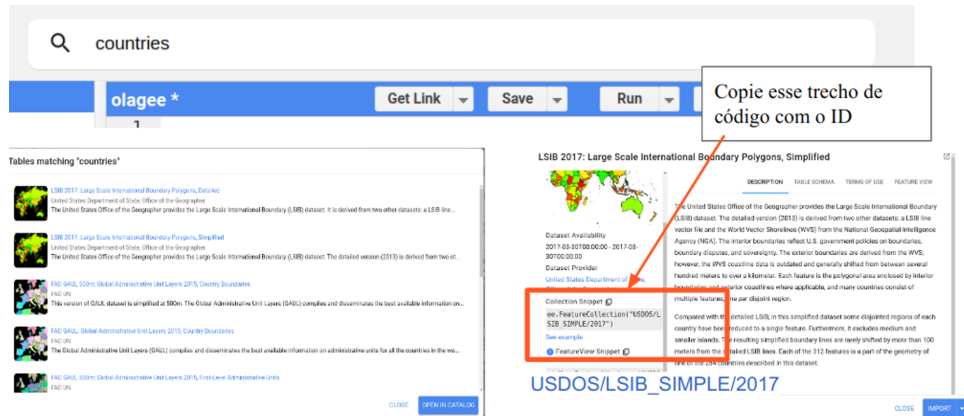 countries
olagee *
Get Link
Save
Run
1
Copie esse trecho de
código com o ID
Tables matching "countries"
LSIB 2017: Large Scale International Boundary Polygons, Detailed
United States Department of State, Office of the Geographer
The United States Office of the Geographer provides the Large Scale International Boundary (LSIB) dataset. It is derived from two other datasets: a LSIB line...
LSIB 2017: Large Scale International Boundary Polygons, Simplified
United States Department of State, Office of the Geographer
The United States Office of the Geographer provides the Large Scale International Boundary (LSIB) dataset. The detailed version (2013) is derived from two ot...
FAO GAUL 500m: Global Administrative Unit Layers 2015, Country Boundaries
FAO UN
This version of GAUL dataset is simplified at 500m. The Global Administrative Unit Layers (GAUL) compiles and disseminates the best available information on...
FAO GAUL: Global Administrative Unit Layers 2015, Country Boundaries
FAO UN
The Global Administrative Unit Layers (GAUL) compiles and disseminates the best available information on administrative units for all the countries in the wo...
FAO GAUL 500m: Global Administrative Unit Layers 2015, First-Level Administrative Units
FAO UN
CLOSE
OPEN IN CATALOG
LSIB 2017: Large Scale International Boundary Polygons, Simplified
DESCRIPTION TABLE SCHEMA TERMS OF USE FEATURE VIEW
Dataset Availability
2017-03-30T00:00:00 - 2017-03-
30T00:00:00
Dataset Provider
United States Department of State,
Collection Snippet
ee.FeatureCollection("USDOS/L
SIB_SIMPLE/2017")
See example
FeatureView Snippet
The United States Office of the Geographer provides the Large Scale International Boundary
(LSIB) dataset. The detailed version (2013) is derived from two other datasets: a LSIB line
vector file and the World Vector Shorelines (WVS) from the National Geospatial-Intelligence
Agency (NGA). The interior boundaries reflect U.S. government policies on boundaries,
boundary disputes, and sovereignty. The exterior boundaries are derived from the WVS;
however, the WVS coastline data is outdated and generally shifted from between several
hundred meters to over a kilometer. Each feature is the polygonal area enclosed by interior
boundaries and exterior coastlines where applicable, and many countries consist of
multiple features, one per disjoint region.
Compared with the detailed LSIB, in this simplified dataset some disjointed regions of each
country have been reduced to a single feature. Furthermore, it excludes medium and
smaller islands. The resulting simplified boundary lines are rarely shifted by more than 100
meters from the detailed LSIB lines. Each of the 312 features is a part of the geometry of
one of the 284 countries described in this dataset.
USDOS/LSIB_SIMPLE/2017
CLOSE
IMPORT